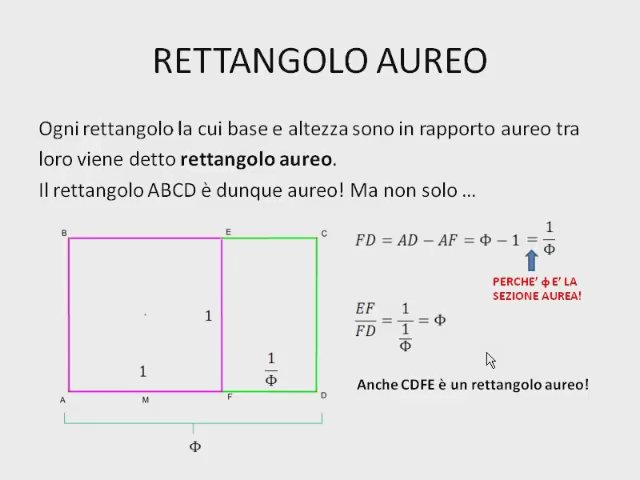 RETTANGOLO AUREO
Ogni rettangolo la cui base e altezza sono in rapporto aureo tra
loro viene detto rettangolo aureo.
Il rettangolo ABCD è dunque aureo! Ma non solo ...
B E C
1
1
1/Φ
A M F D
Φ
FD = AD − AF = Φ − 1 = 1/Φ
PERCHE' φ E' LA
SEZIONE AUREA!
EF/FD = 1/(1/Φ) = Φ
Anche CDFE è un rettangolo aureo!